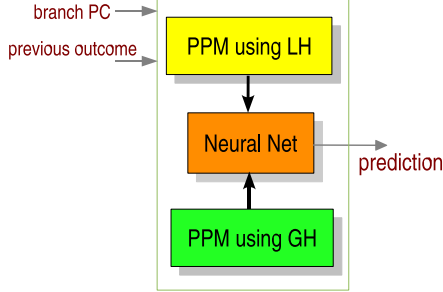 branch PC
previous outcome
PPM using LH
Neural Net
prediction
PPM using GH